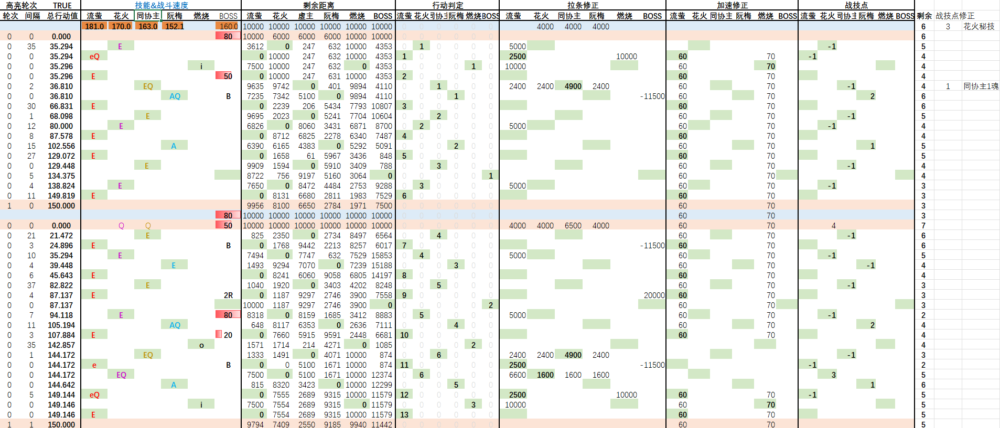 高亮轮次 TRUE 技能&战斗速度 剩余距离 行动判定 拉条修正 加速修正 战技点
轮次 间隔 总行动值 流萤 花火 同协主 阮梅 燃烧 BOSS 流萤 花火 虚主 阮梅 燃烧 BOSS 流萤 花火 同协主 阮梅 燃烧 BOSS 流萤 花火 同协主 阮梅 燃烧 BOSS 流萤 花火 同协主 阮梅 燃烧 BOSS 流萤 花火 同协主 阮梅 燃烧 BOSS 剩余 战技点修正
181.0 170.0 163.0 152.1 160.0 10000 10000 10000 10000 10000 10000 0 0 0 0 0 0 4000 4000 4000 6 3 花火秘技
0 0 0.000 80 10000 6000 6000 6000 10000 10000 0 0 0 0 0 0 6
0 35 35.294 E 3612 0 247 632 10000 4353 0 1 0 0 0 0 5000 -1 5
0 0 35.294 eQ 0 10000 247 632 10000 4353 1 0 0 0 0 0 2500 10000 60 70 -1 4
0 0 35.296 i 7500 10000 247 632 0 4353 0 0 0 0 1 0 10000 60 70 4
0 0 35.296 E 50 0 10000 247 631 10000 4353 2 0 0 0 0 0 60 70 4
0 2 36.810 EQ 9635 9742 0 401 9894 4110 0 0 1 0 0 0 2400 2400 4900 2400 60 70 -1 4 1 同协主1魂
0 0 36.810 AQ B 7235 7342 5100 0 9894 4110 0 0 0 1 0 0 -11500 60 70 2 6
0 30 66.831 E 0 2239 206 5434 7793 10807 3 0 0 0 0 0 60 70 6
0 1 68.098 E 9695 2023 0 5241 7704 10604 0 0 2 0 0 0 60 70 -1 5
0 12 80.000 E 6826 0 8060 3431 6871 8700 0 2 0 0 0 0 5000 60 70 -1 4
0 8 87.578 E 0 8712 6825 2278 6340 7487 4 0 0 0 0 0 60 70 4
0 15 102.556 A 6390 6165 4383 0 5292 5091 0 0 0 2 0 0 60 70 1 5
0 27 129.072 E 0 1658 61 5967 3436 848 5 0 0 0 0 0 60 70 5
0 0 129.448 E 9909 1594 0 5910 3409 788 0 0 3 0 0 0 60 70 -1 4
0 5 134.375 8722 756 9197 5160 3064 0 0 0 0 0 0 1 60 70 4
0 4 138.824 E 7650 0 8472 4484 2753 9288 0 3 0 0 0 0 5000 60 70 -1 3
0 11 149.819 E 0 8131 6680 2811 1983 7529 6 0 0 0 0 0 60 70 3
1 0 150.000 9956 8100 6650 2784 1971 7500 0 0 0 0 0 0 60 70 3
80 10000 10000 10000 10000 10000 10000 0 0 0 0 0 0 60 70 3
0 0 0.000 Q Q 50 10000 10000 10000 10000 10000 10000 0 0 0 0 0 0 4000 4000 6500 4000 60 70 4 7
0 21 21.472 E 825 2350 0 2734 8497 6564 0 0 4 0 0 0 60 70 -1 6
0 3 24.896 E B 0 1768 9442 2213 8257 6017 7 0 0 0 0 0 -11500 60 70 6
0 10 35.294 E 7494 0 7747 632 7529 15853 0 4 0 0 0 0 5000 60 70 -1 5
0 4 39.448 E 1493 9294 7070 0 7239 15188 0 0 0 3 0 0 60 70 -1 4
0 6 45.643 E 0 8241 6060 9058 6805 14197 8 0 0 0 0 0 60 70 4
0 37 82.822 E 1040 1920 0 3403 4202 8248 0 0 5 0 0 0 60 70 -1 3
0 4 87.137 E 2R 0 1187 9297 2746 3900 7558 9 0 0 0 0 0 20000 60 70 3
0 0 87.137 10000 1187 9297 2746 3900 0 0 0 0 0 0 2 60 70 3
0 7 94.118 E 80 8318 0 8159 1685 3412 8883 0 5 0 0 0 0 5000 60 70 -1 2
0 11 105.194 AQ 648 8117 6353 0 2636 7111 0 0 0 4 0 0 60 70 2 4
0 3 107.884 E 20 0 7660 5915 9591 2448 6681 10 0 0 0 0 0 60 70 4
0 35 142.857 o 1571 1714 214 4271 0 1085 0 0 0 0 2 0 4
0 1 144.172 EQ 1333 1491 0 4071 10000 874 0 0 6 0 0 0 2400 2400 4900 2400 -1 3
0 0 144.172 e B 0 0 5100 1671 10000 874 11 0 0 0 0 0 2500 -11500 -1 2
0 0 144.172 EQ 7500 0 5100 1671 10000 12374 0 6 0 0 0 0 6600 1600 1600 1600 3 5
0 0 144.642 A 815 8320 3423 0 10000 12299 0 0 0 5 0 0 1 6
0 5 149.144 eQ 0 7555 2689 9315 10000 11579 12 0 0 0 0 0 2500 10000 60 70 -1 5
0 0 149.146 i 7500 7554 2689 9315 0 11579 0 0 0 0 3 0 10000 60 70 5
0 0 149.146 E 0 7554 2689 9315 10000 11579 13 0 0 0 0 0 60 70 5
1 1 150.000 9794 7409 2550 9185 9940 11442 0 0 0 0 0 0 60 70 5